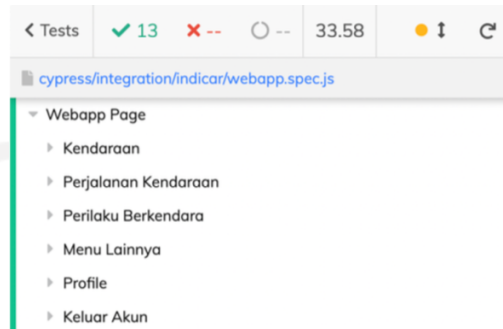 < Tests ✓ 13 ✗ -- -- 33.58
cypress/integration/indicar/webapp.spec.js
Webapp Page
Kendaraan
Perjalanan Kendaraan
Perilaku Berkendara
Menu Lainnya
Profile
Keluar Akun